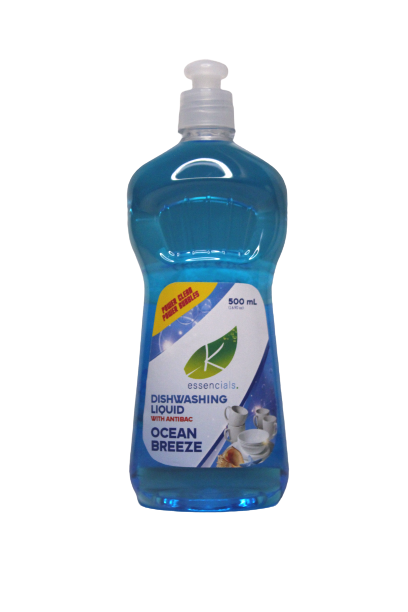 POWER CLEAN
POWER BUBBLES
500 mL
K
essencials.
DISHWASHING
LIQUID
WITH ANTIBAC
OCEAN
BREEZE